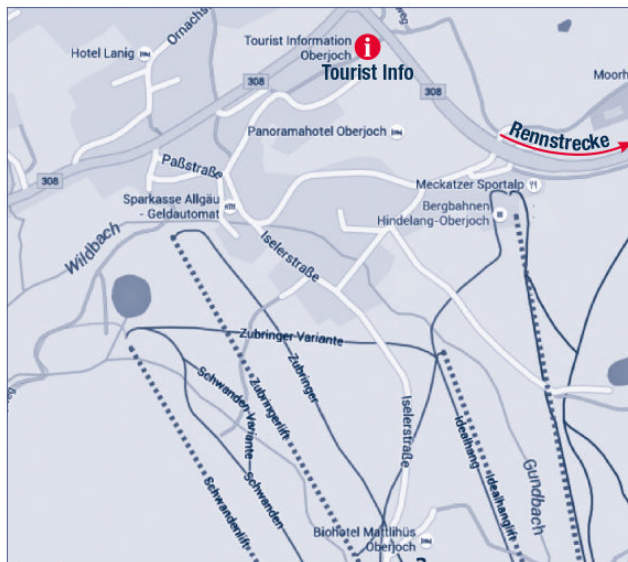 Ornachs
weg
Hotel Lanig
Tourist Information
Oberjoch
i
Tourist Info
Moorh
308
308
Rennstrecke
Panoramahotel Oberjoch
Paßstraße
308
Meckatzer Sportalp
Sparkasse Allgäu
- Geldautomat
Bergbahnen
Hindelang-Oberjoch
Wildbach
Iselerstraße
Zubringer Variante
Zubringer
Schwanden-Variante
Zubringerlift
Iselerstraße
Idealhang
Gundbach
Schwandenlift
Schwanden
Idealhanglift
Biohotel Mattlihüs
Oberjoch